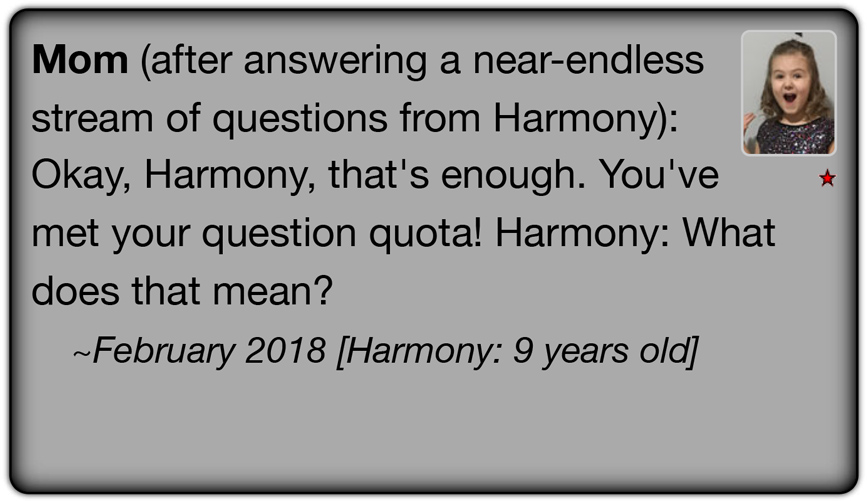 Mom (after answering a near-endless
stream of questions from Harmony):
Okay, Harmony, that's enough. You've
met your question quota! Harmony: What
does that mean?
~February 2018 [Harmony: 9 years old]